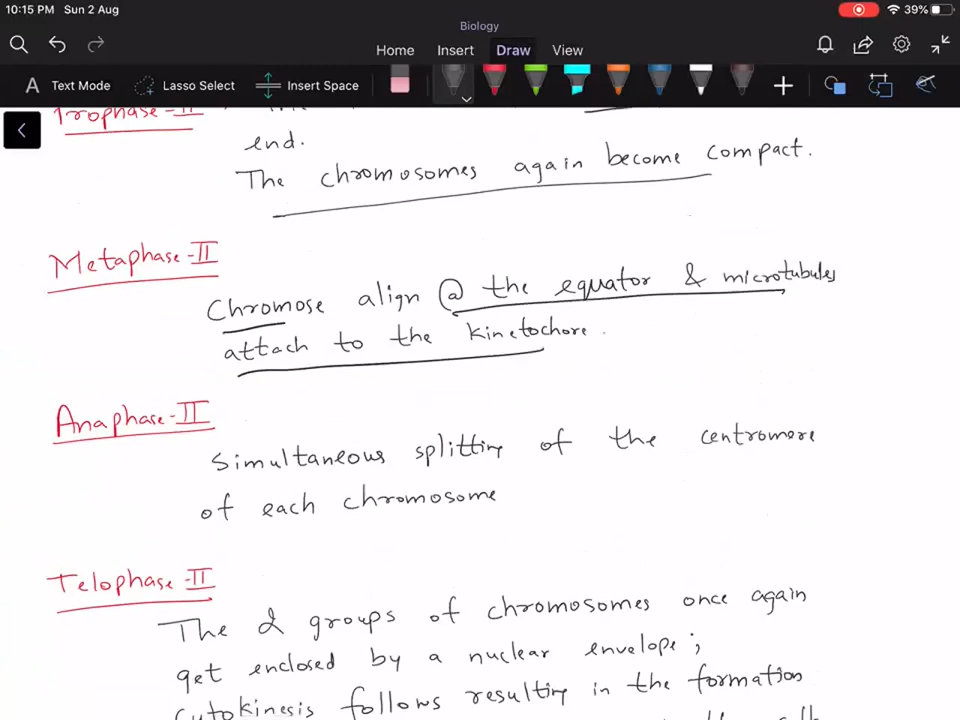 10:15 PM Sun 2 Aug
39%
Biology
Home Insert Draw View
Text Mode Lasso Select Insert Space
Prophase-II
end.
The chromosomes again become compact.
Metaphase-II
Chromose align @ the equator & microtubules
attach to the kinetochore.
Anaphase-II
Simultaneous splitting of the centromere
of each chromosome
Telophase-II
The 2 groups of chromosomes once again
get enclosed by a nuclear envelope;
cytokinesis follows resulting in the formation